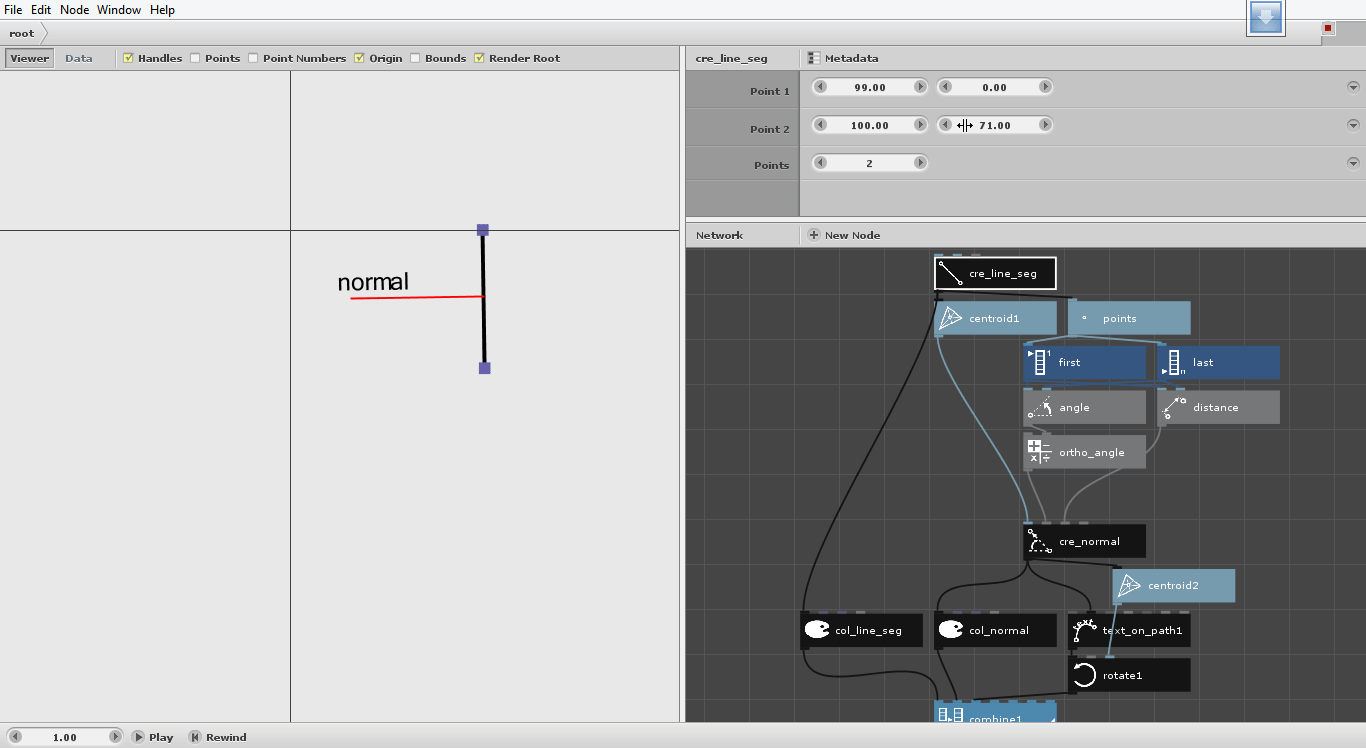 File Edit Node Window Help
root
Viewer Data Handles Points Point Numbers Origin Bounds Render Root
normal
cre_line_seg Metadata
Point 1 99.00 0.00
Point 2 100.00 71.00
Points 2
Network New Node
cre_line_seg
centroid1 points
first last
angle distance
ortho_angle
cre_normal
centroid2
col_line_seg col_normal text_on_path1
rotate1
combine1
1.00 Play Rewind